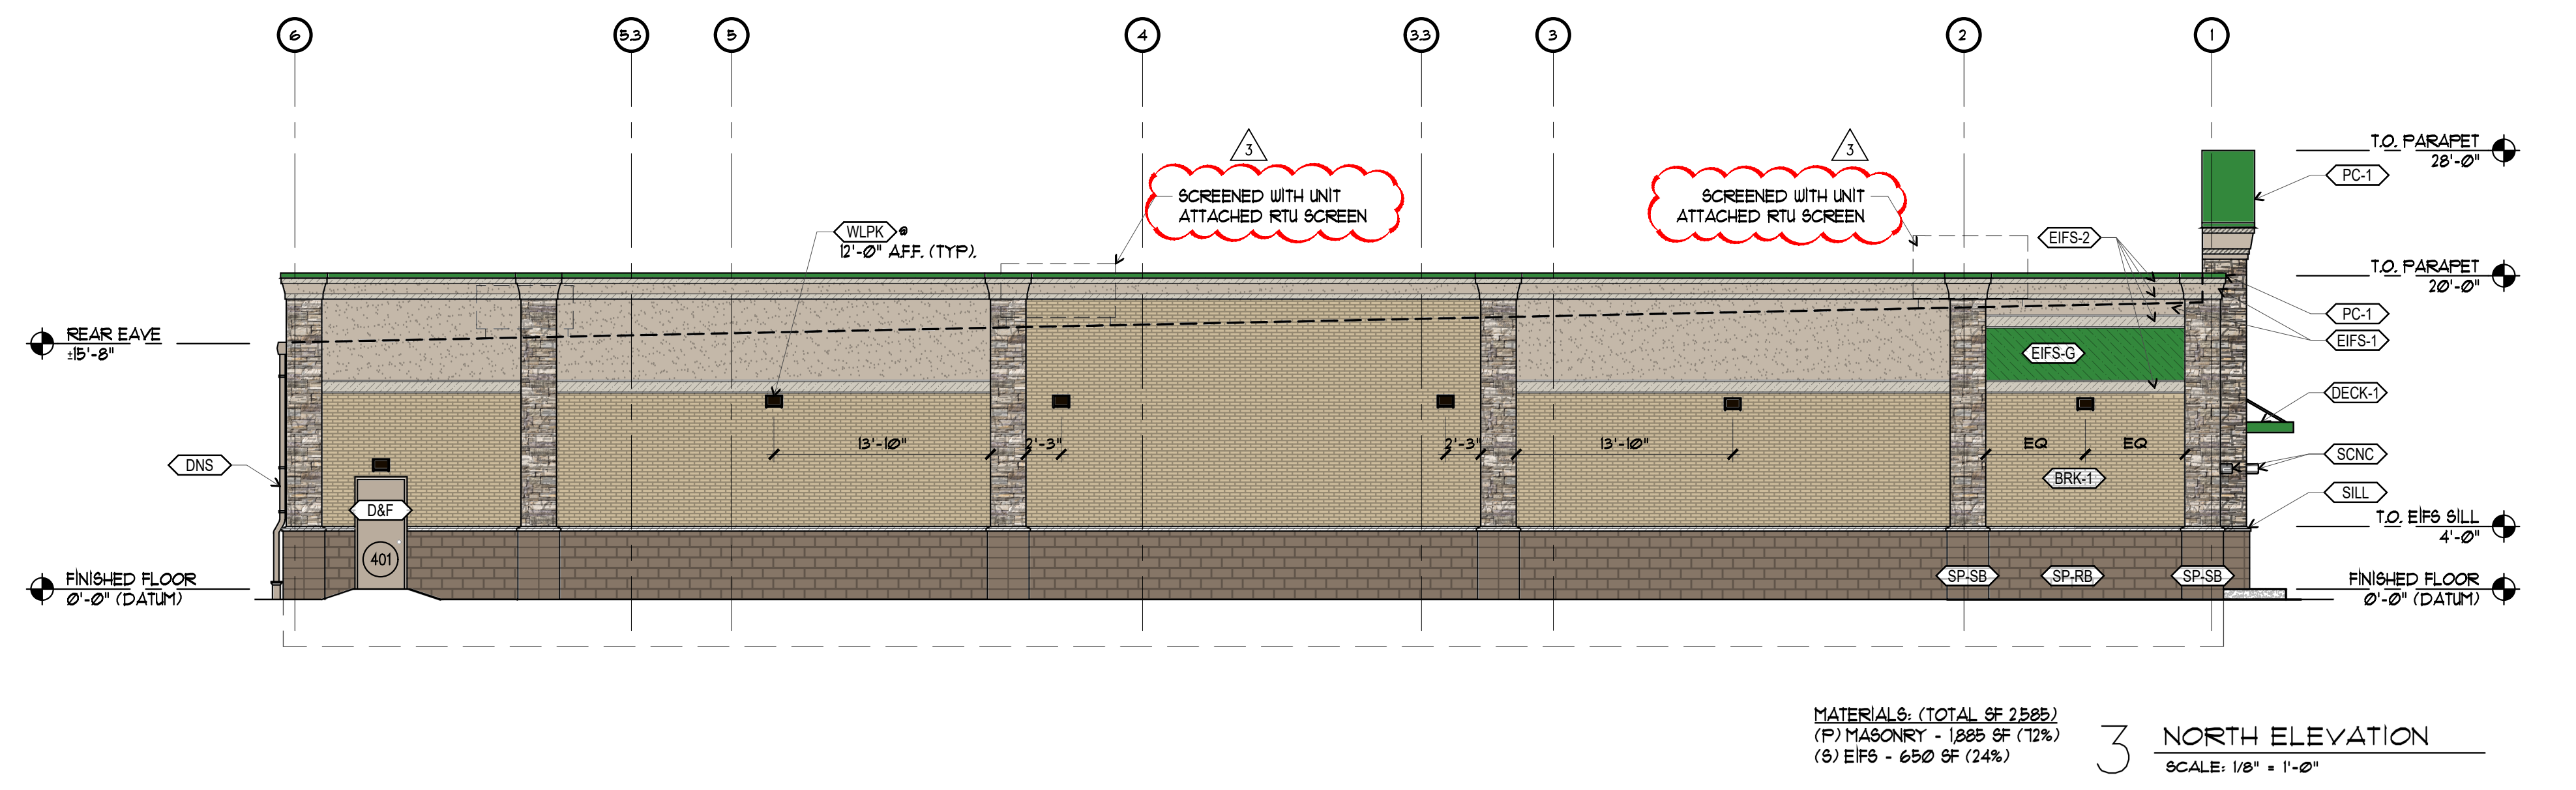 6 5.3 5 4 3.3 3 2 1
3
3
SCREENED WITH UNIT
ATTACHED RTU SCREEN
SCREENED WITH UNIT
ATTACHED RTU SCREEN
T.O. PARAPET
28'-0"
PC-1
WLPK @
12'-0" A.F.F. (TYP).
EIFS-2
T.O. PARAPET
20'-0"
PC-1
REAR EAVE
±15'-8"
EIFS-1
EIFS-G
DECK-1
13'-10"
2'-3"
2'-3"
13'-10"
EQ
EQ
DNS
SCNC
BRK-1
SILL
D&F
T.O. EIFS SILL
4'-0"
401
SP-SB
SP-RB
SP-SB
FINISHED FLOOR
0'-0" (DATUM)
FINISHED FLOOR
0'-0" (DATUM)
MATERIALS: (TOTAL SF 2,585)
(P) MASONRY - 1,885 SF (72%)
(S) EIFS - 650 SF (24%)
3
NORTH ELEVATION
SCALE: 1/8" = 1'-0"